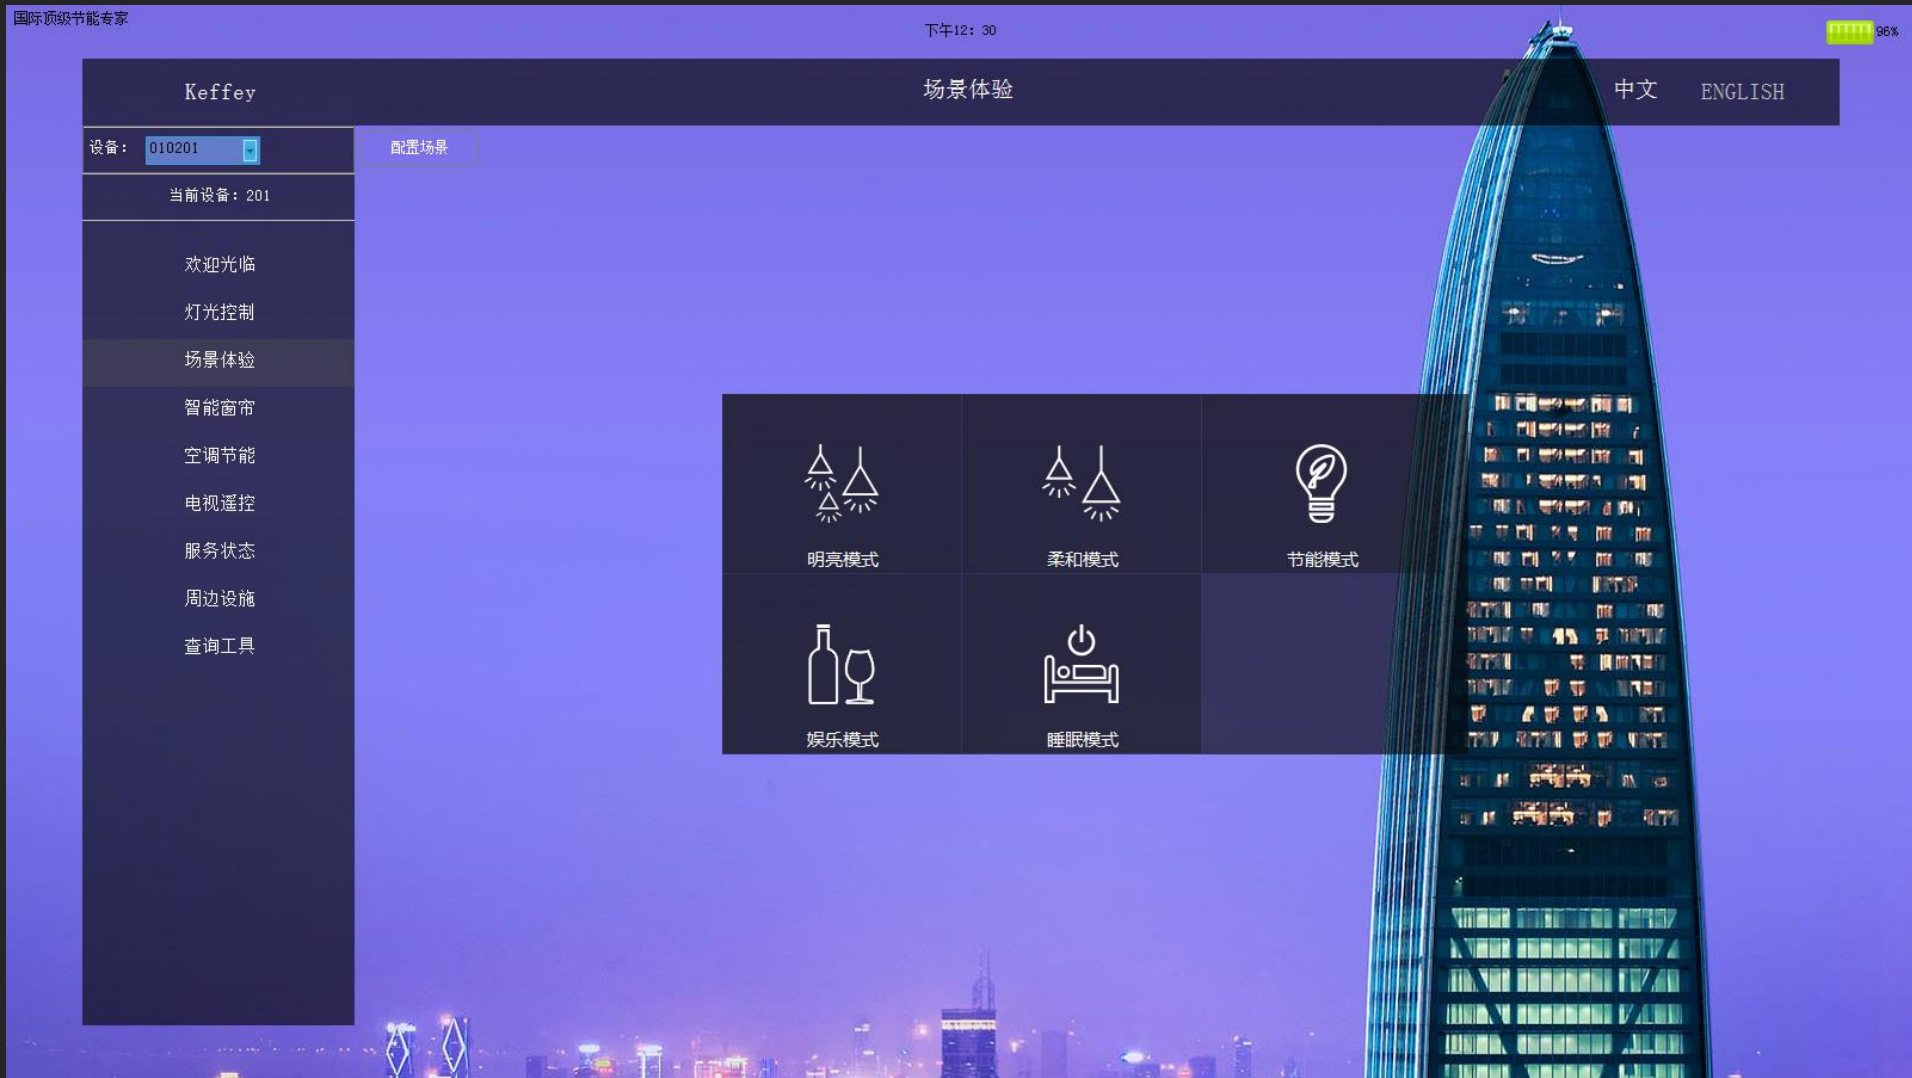 国际顶级节能专家
下午12: 30
96%
Keffey
场景体验
中文
ENGLISH
设备:
010201
配置场景
当前设备: 201
欢迎光临
灯光控制
场景体验
智能窗帘
空调节能
电视遥控
服务状态
周边设施
查询工具
明亮模式
柔和模式
节能模式
娱乐模式
睡眠模式